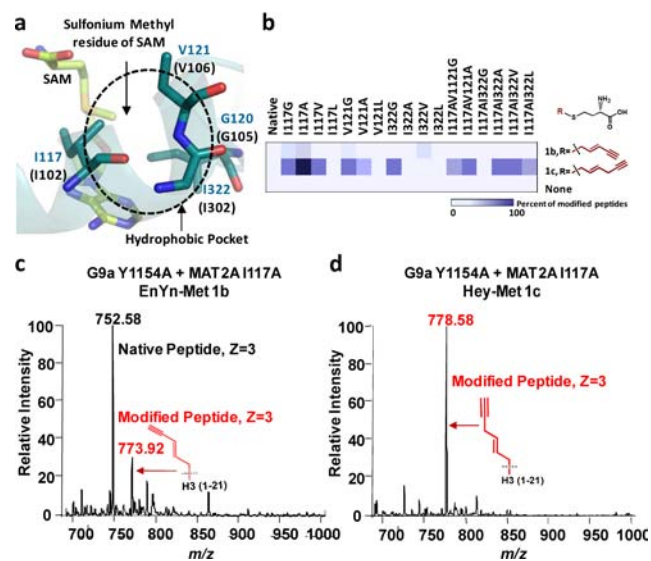 a
Sulfonium Methyl
residue of SAM
SAM
V121
(V106)
G120
(G105)
I117
(I102)
I322
(I302)
Hydrophobic Pocket
b
Native
I117G
I117A
I117V
I117L
V121G
V121A
V121L
I322G
I322A
I322V
I322L
I117AV121G
I117AV121A
I117AI322G
I117AI322A
I117AI322V
I117AI322L
R
S
NH2
OH
O
1b, R=
1c, R=
None
0 100 Percent of modified peptides
c
G9a Y1154A + MAT2A I117A
EnYn-Met 1b
Relative Intensity
100
80
60
40
20
0
752.58
Native Peptide, Z=3
Modified Peptide, Z=3
773.92
H3 (1-21)
700 750 800 850 900 950 1000
m/z
d
G9a Y1154A + MAT2A I117A
Hey-Met 1c
Relative Intensity
100
80
60
40
20
0
778.58
Modified Peptide, Z=3
H3 (1-21)
700 750 800 850 900 950 1000
m/z